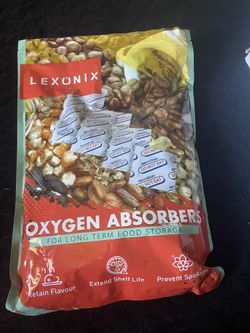 LEXONIX
OXYGEN ABSORBERS
FOR LONG TERM FOOD STORAGE
Retain Flavour
Extend Shelf Life
Prevent Spoilage